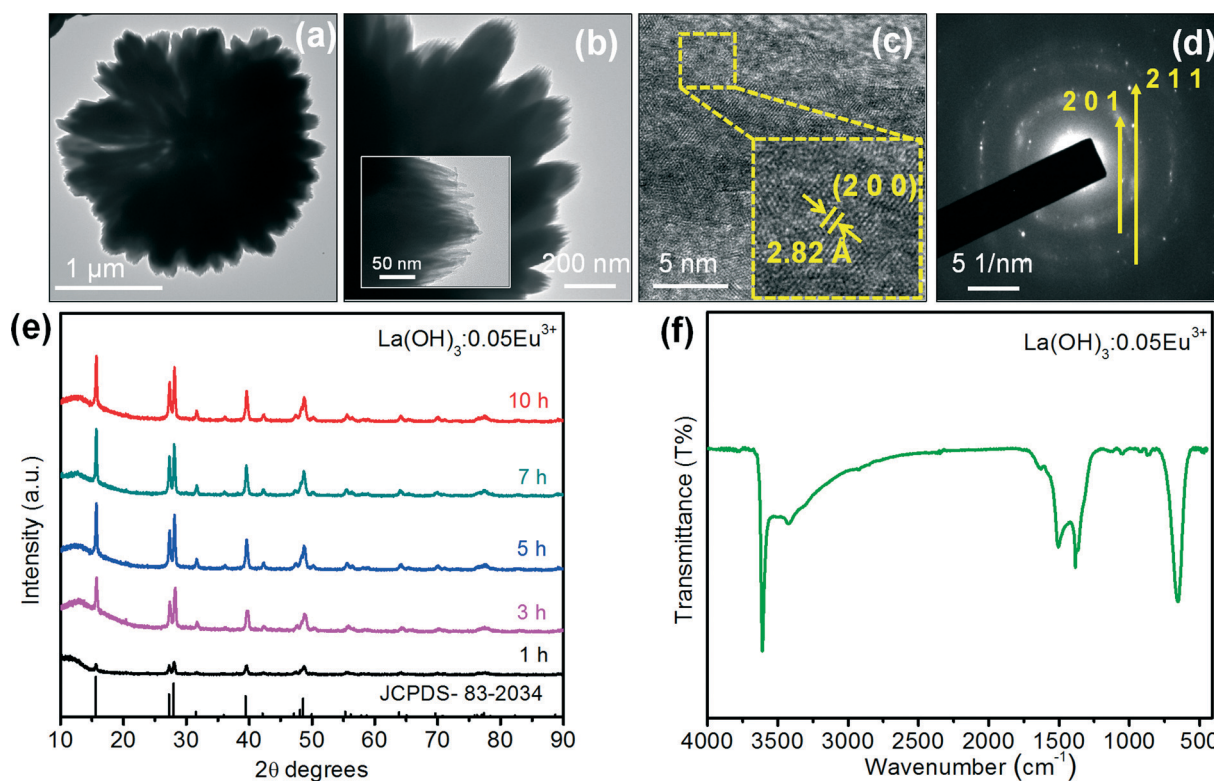 (a)
1 µm
(b)
50 nm
200 nm
(c)
(2 0 0)
2.82 Å
5 nm
(d)
2 1 1
2 0 1
5 1/nm
(e)
La(OH)₃:0.05Eu³⁺
10 h
7 h
5 h
3 h
1 h
JCPDS- 83-2034
Intensity (a.u.)
10 20 30 40 50 60 70 80 90
2θ degrees
(f)
La(OH)₃:0.05Eu³⁺
Transmittance (T%)
4000 3500 3000 2500 2000 1500 1000 500
Wavenumber (cm⁻¹)